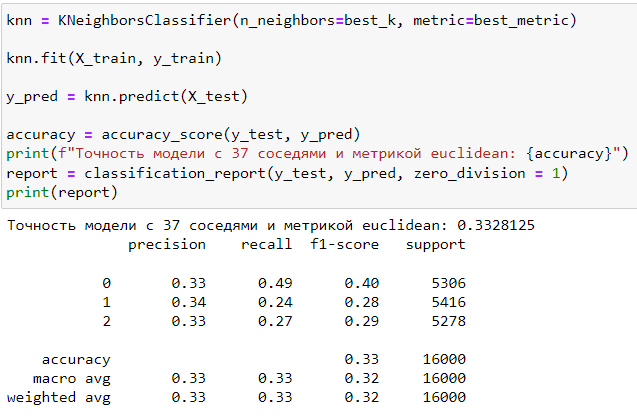 knn = KNeighborsClassifier(n_neighbors=best_k, metric=best_metric)
knn.fit(X_train, y_train)
y_pred = knn.predict(X_test)
accuracy = accuracy_score(y_test, y_pred)
print(f"Точность модели с 37 соседями и метрикой euclidean: {accuracy}")
report = classification_report(y_test, y_pred, zero_division = 1)
print(report)
Точность модели с 37 соседями и метрикой euclidean: 0.3328125
precision recall f1-score support
0 0.33 0.49 0.40 5306
1 0.34 0.24 0.28 5416
2 0.33 0.27 0.29 5278
accuracy 0.33 16000
macro avg 0.33 0.33 0.32 16000
weighted avg 0.33 0.33 0.32 16000